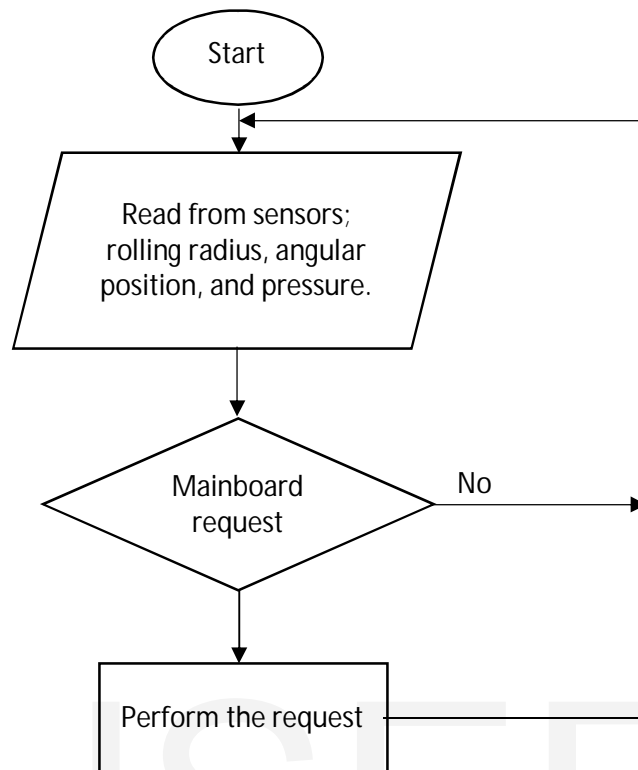 Start
Read from sensors;
rolling radius, angular
position, and pressure.
Mainboard
request
No
Perform the request